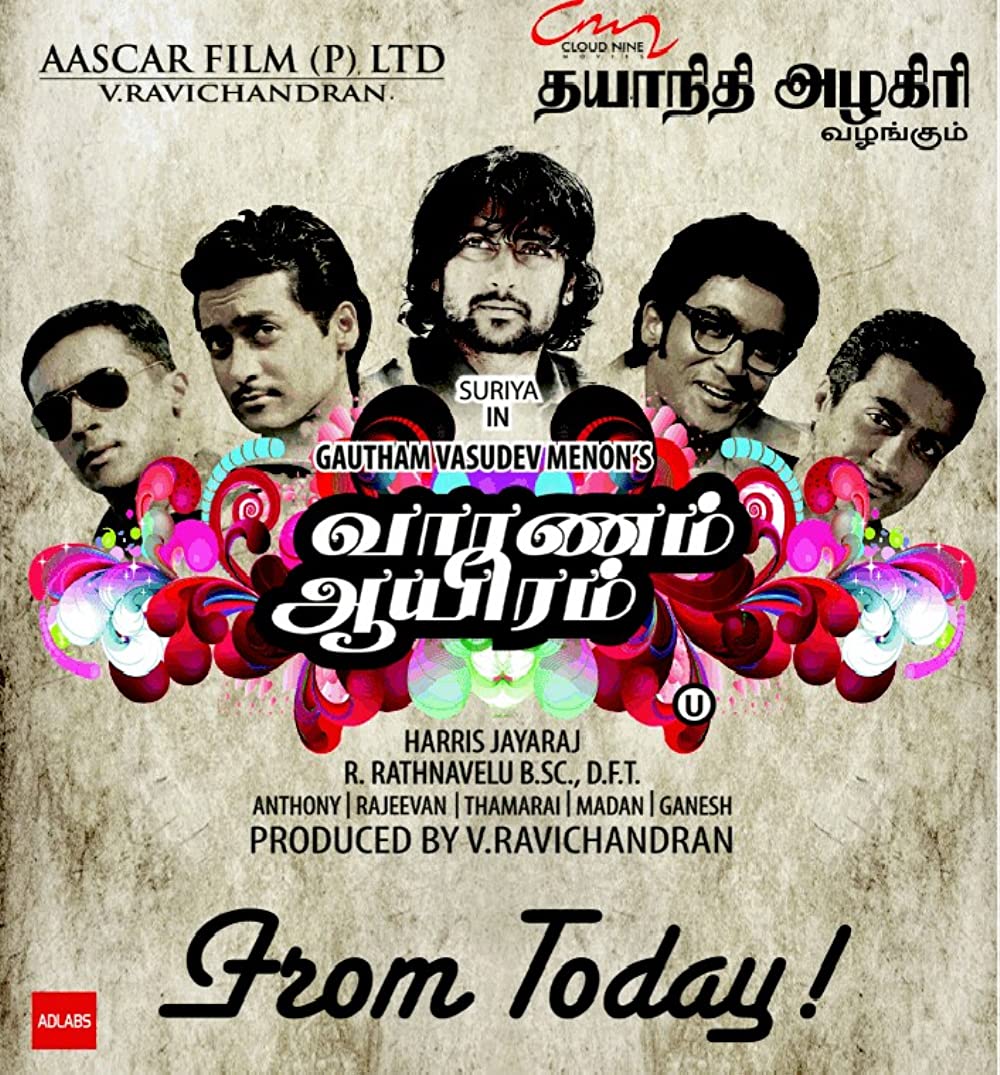 AASCAR FILM (P). LTD
V.RAVICHANDRAN.
cm
CLOUD NINE
MOVIES
தயாநிதி அழகிரி
வழங்கும்
SURIYA
IN
GAUTHAM VASUDEV MENON'S
வாரணம்
ஆயிரம்
U
HARRIS JAYARAJ
R. RATHNAVELU B.SC., D.F.T.
ANTHONY | RAJEEVAN | THAMARAI | MADAN | GANESH
PRODUCED BY V.RAVICHANDRAN
From Today!
ADLABS